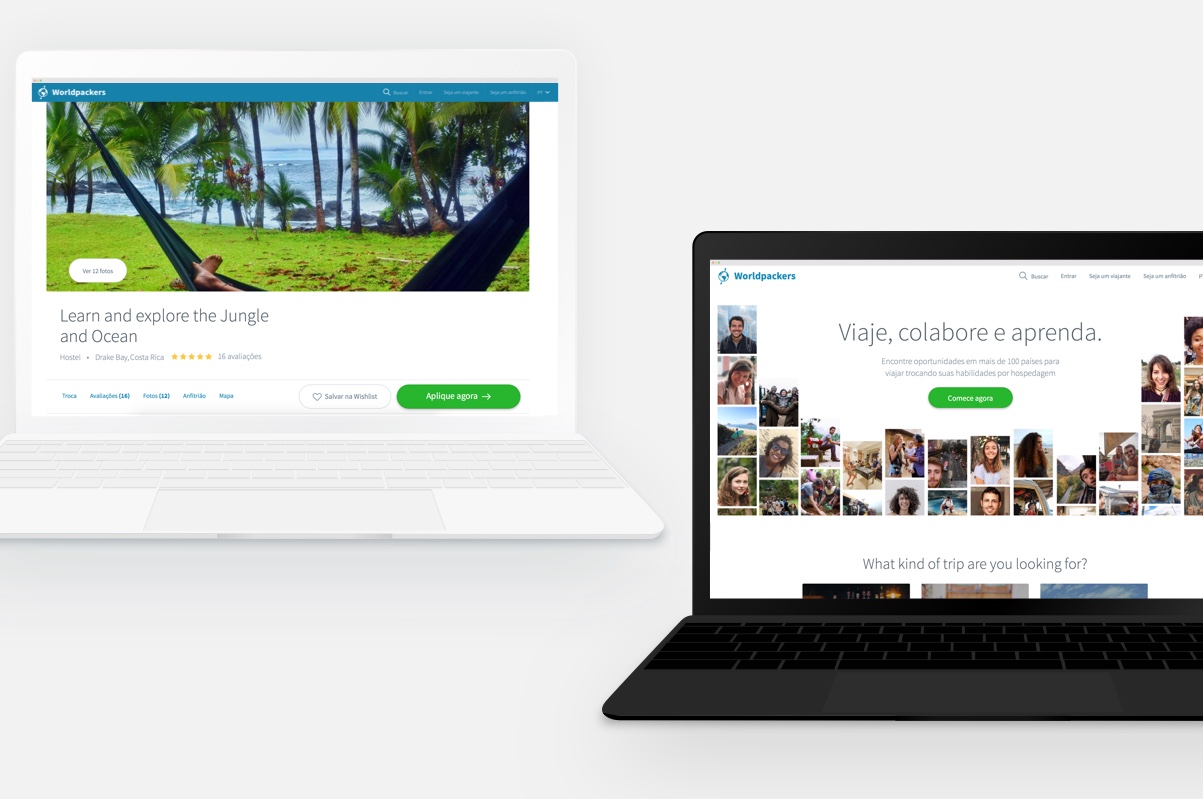 Worldpackers
Buscar Entrar Seja um viajante Seja um anfitrião PT
Ver 12 fotos
Learn and explore the Jungle
and Ocean
Hostel • Drake Bay, Costa Rica 16 avaliações
Troca Avaliações (16) Fotos (12) Anfitrião Mapa
Salvar na Wishlist
Aplique agora →
Worldpackers
Buscar Entrar Seja um viajante Seja um anfitrião
Viaje, colabore e aprenda.
Encontre oportunidades em mais de 100 países para
viajar trocando suas habilidades por hospedagem
Comece agora
What kind of trip are you looking for?